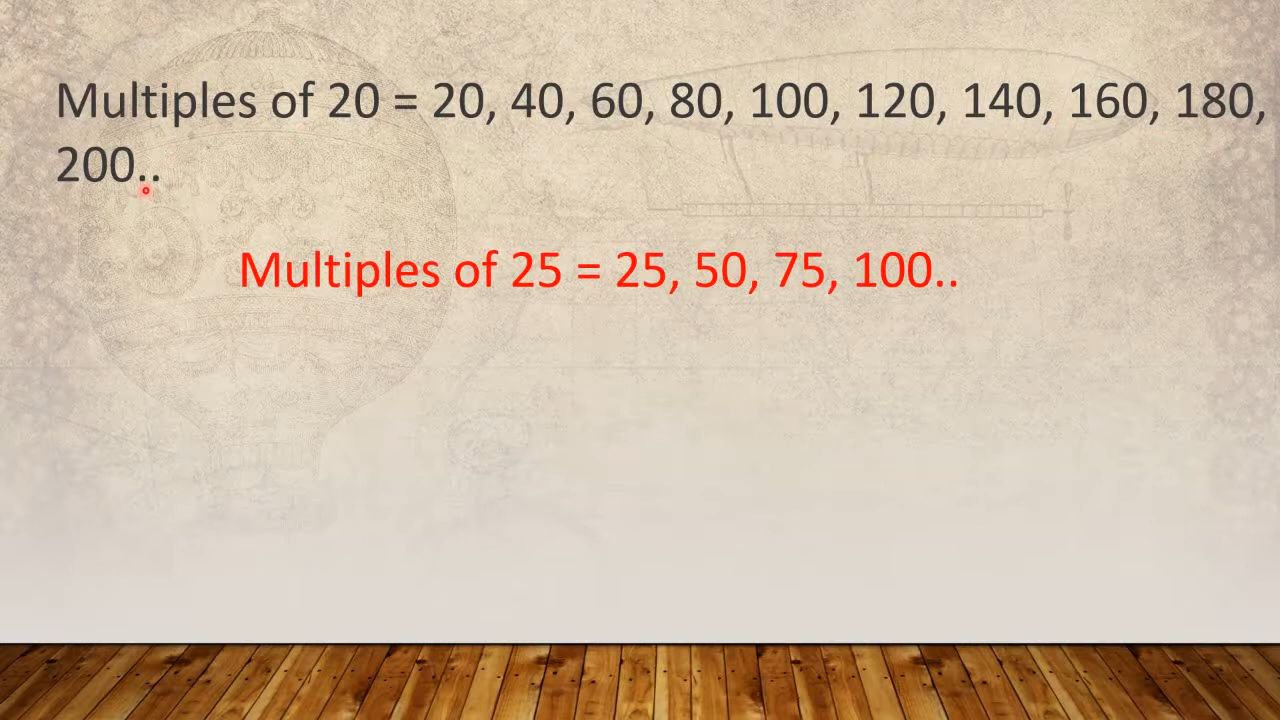 Multiples of 20 = 20, 40, 60, 80, 100, 120, 140, 160, 180,
200..
Multiples of 25 = 25, 50, 75, 100..